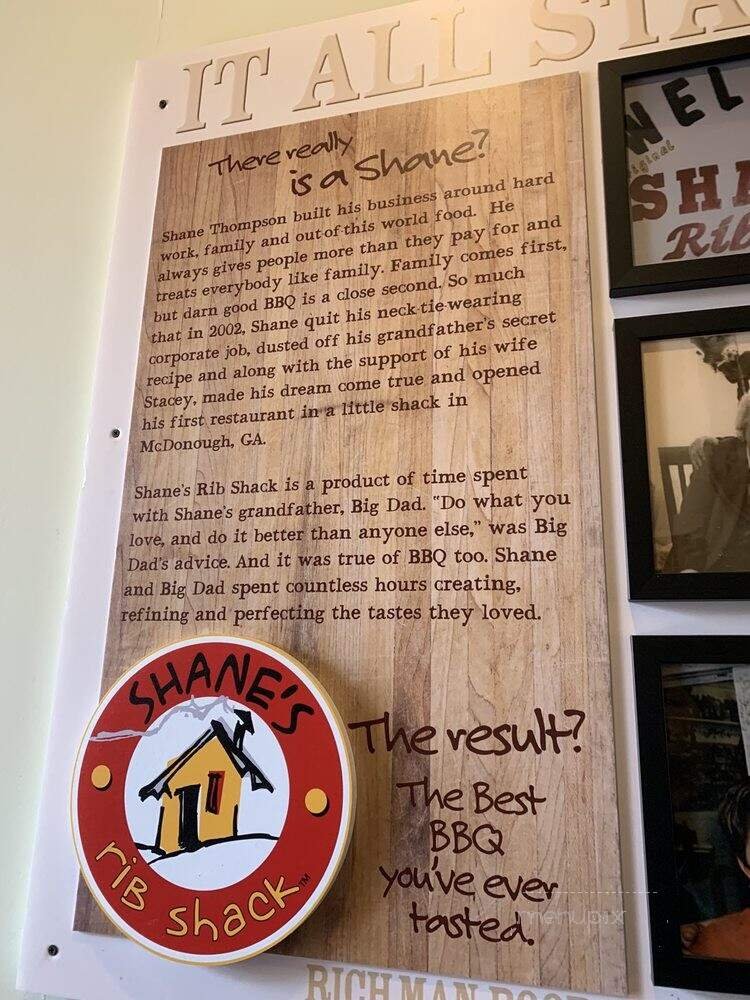 IT ALL STA
There really
is a Shane?
Shane Thompson built his business around hard
work, family and out of this world food. He
always gives people more than they pay for and
treats everybody like family. Family comes first,
but darn good BBQ is a close second. So much
that in 2002, Shane quit his neck-tie-wearing
corporate job, dusted off his grandfather's secret
recipe and along with the support of his wife
Stacey, made his dream come true and opened
his first restaurant in a little shack in
McDonough, GA.
Shane's Rib Shack is a product of time spent
with Shane's grandfather, Big Dad. "Do what you
love, and do it better than anyone else," was Big
Dad's advice. And it was true of BBQ too. Shane
and Big Dad spent countless hours creating,
refining and perfecting the tastes they loved.
SHANE'S
rib shack™
The result?
The Best
BBQ
you've ever
tasted.
menupix
RICH MAN POO
WEL
iginal
SHA
Rib